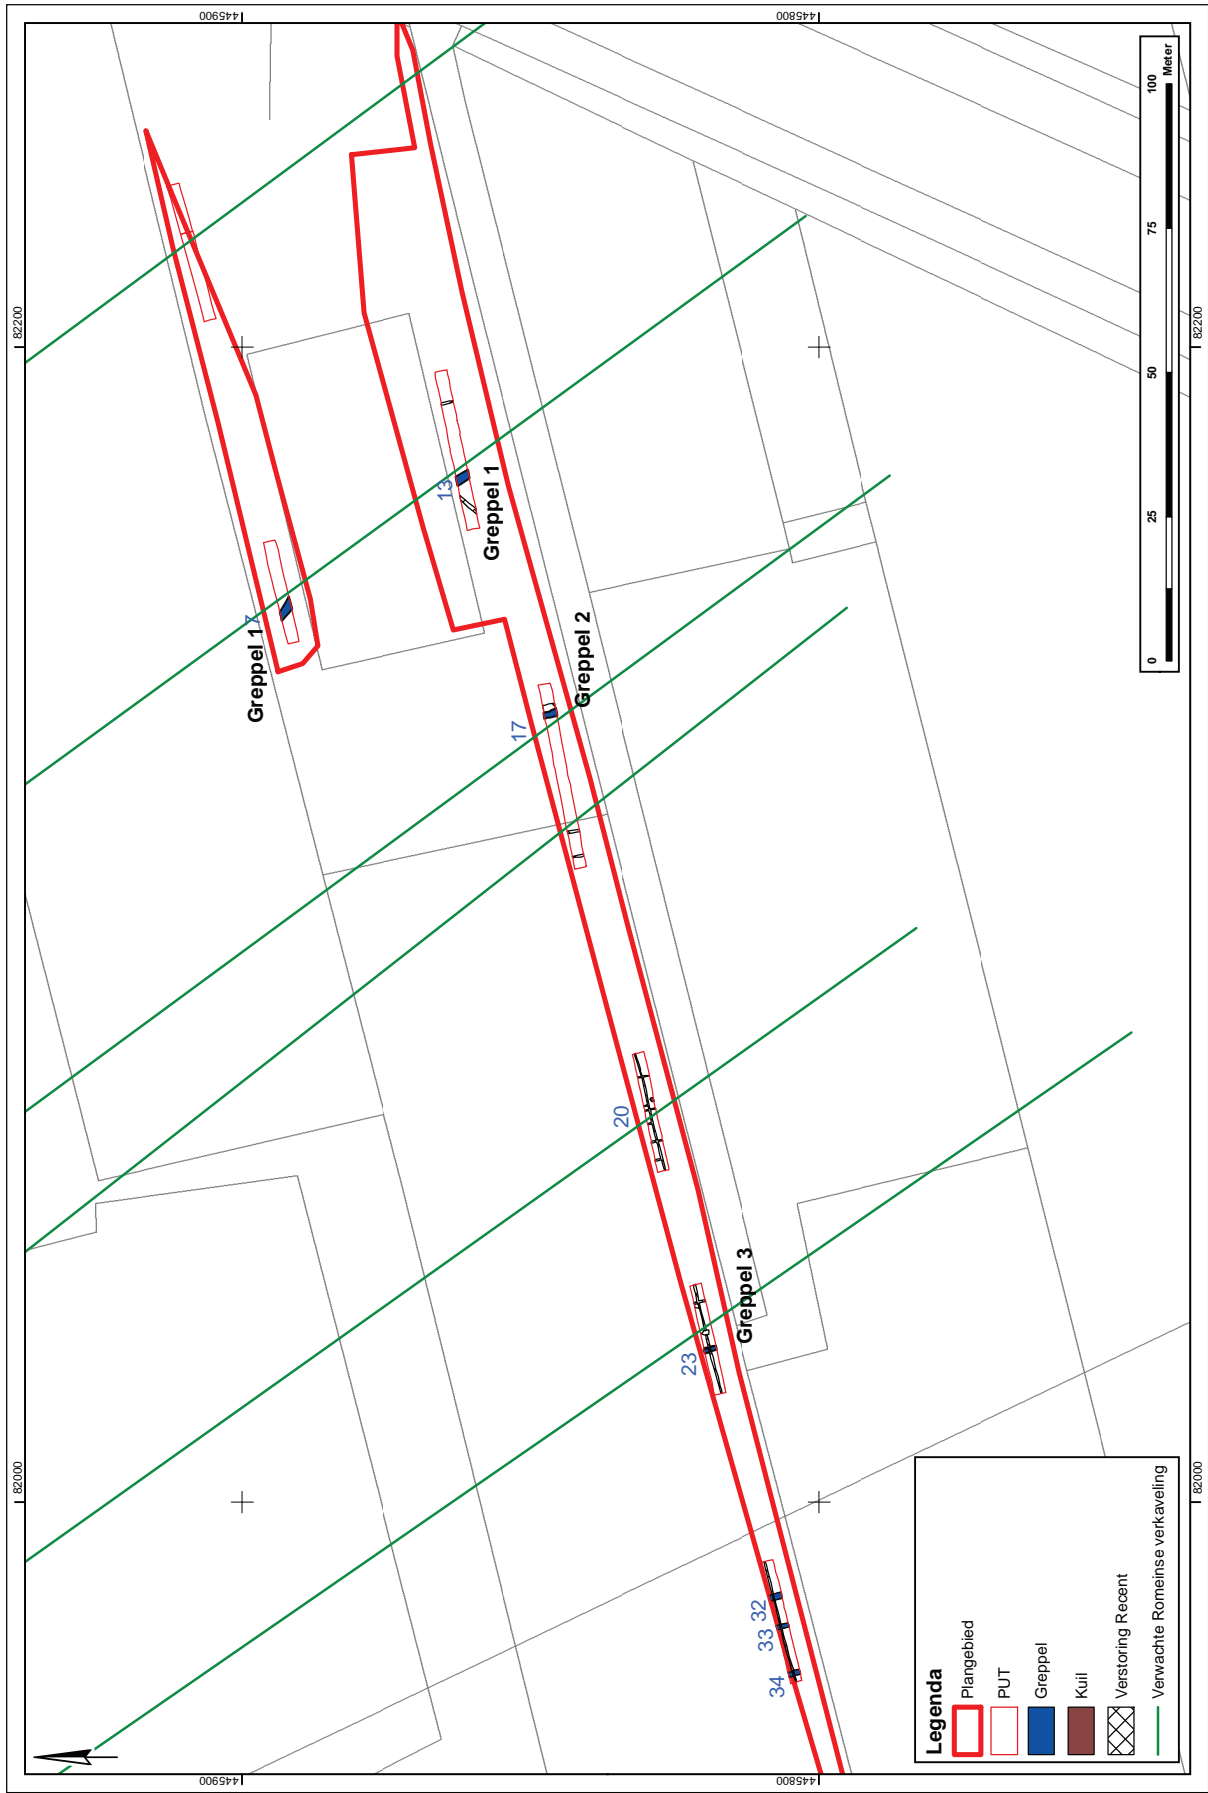 82000
82200
445900
445900
7
Greppel 1
13
Greppel 1
17
Greppel 2
20
23
Greppel 3
32
33
34
445800
445800
82000
82200
Legenda
Plangebied
PUT
Greppel
Kuil
Verstoring Recent
Verwachte Romeinse verkaveling
0
25
50
75
100
Meter